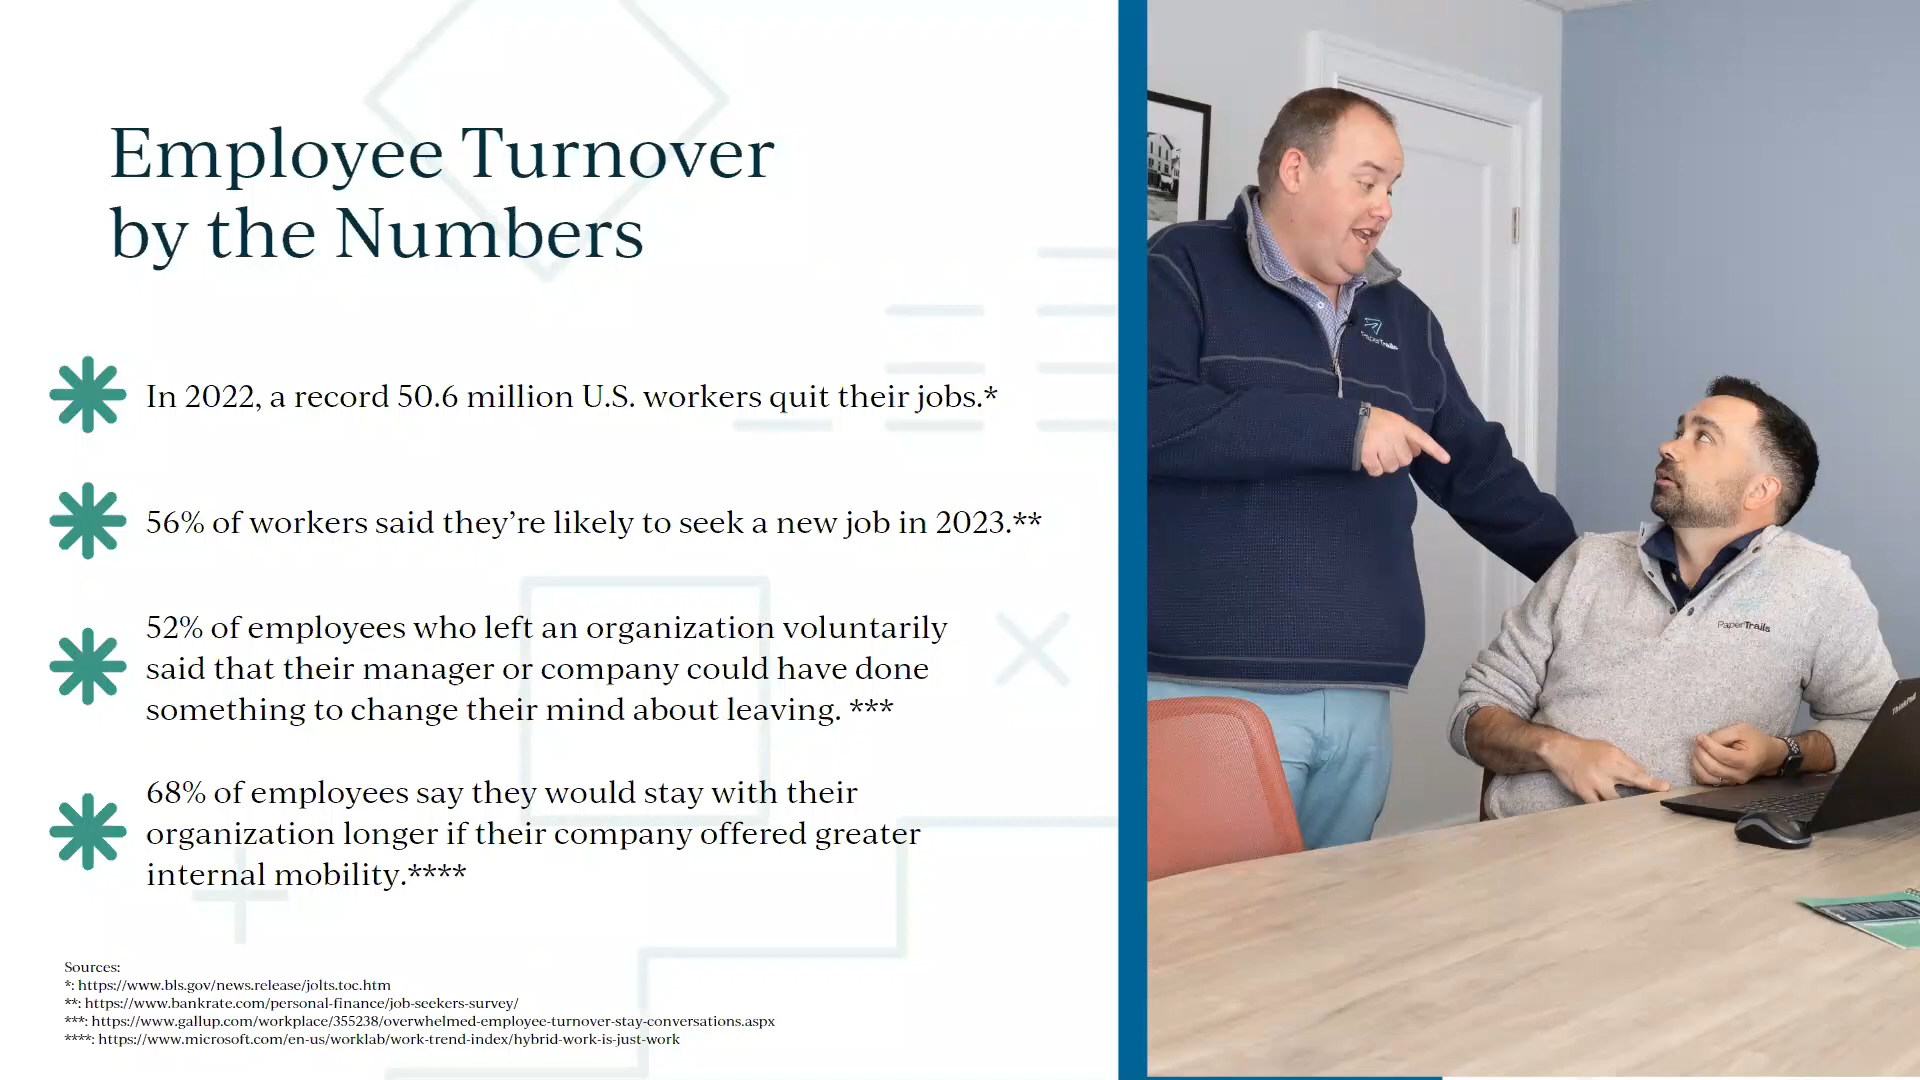 Employee Turnover
by the Numbers
In 2022, a record 50.6 million U.S. workers quit their jobs.*
56% of workers said they’re likely to seek a new job in 2023.**
52% of employees who left an organization voluntarily
said that their manager or company could have done
something to change their mind about leaving. ***
68% of employees say they would stay with their
organization longer if their company offered greater
internal mobility.****
Sources:
*: https://www.bls.gov/news.release/jolts.toc.htm
**: https://www.bankrate.com/personal-finance/job-seekers-survey/
***: https://www.gallup.com/workplace/355238/overwhelmed-employee-turnover-stay-conversations.aspx
****: https://www.microsoft.com/en-us/worklab/work-trend-index/hybrid-work-is-just-work
PaperTrails
PaperTrails
ThinkPad